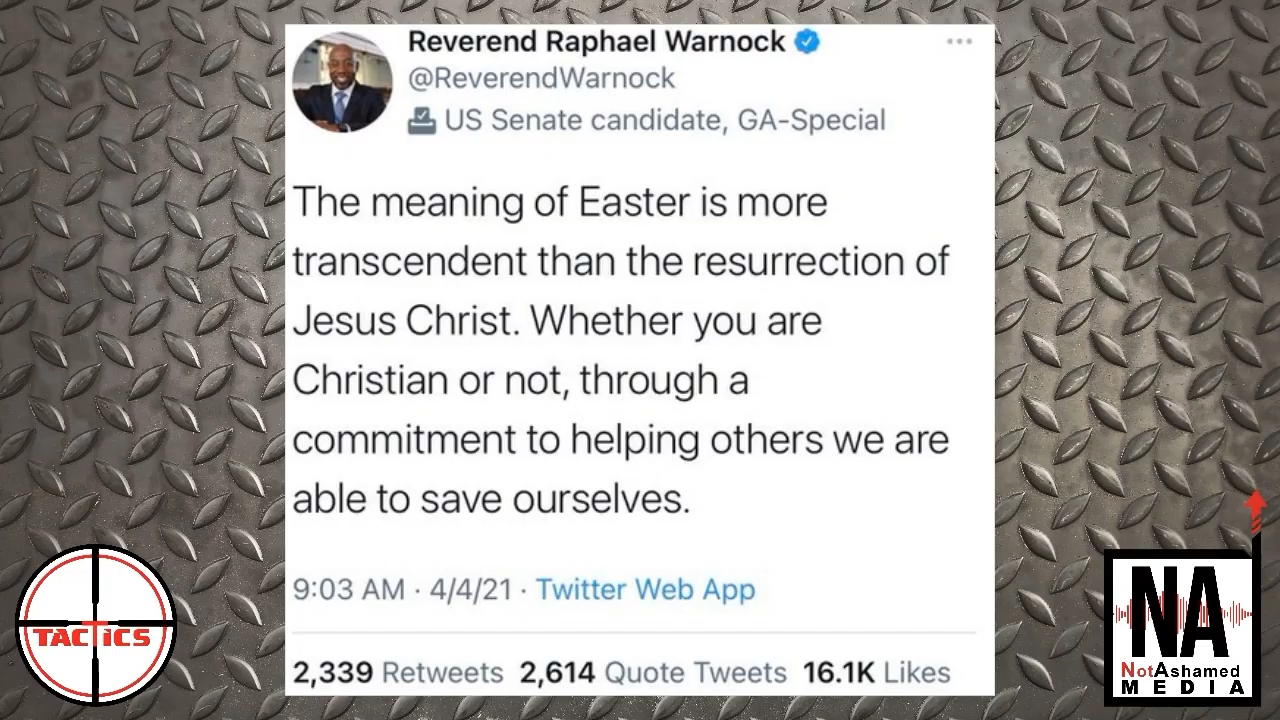 Reverend Raphael Warnock
@ReverendWarnock
US Senate candidate, GA-Special
The meaning of Easter is more
transcendent than the resurrection of
Jesus Christ. Whether you are
Christian or not, through a
commitment to helping others we are
able to save ourselves.
9:03 AM · 4/4/21 · Twitter Web App
2,339 Retweets 2,614 Quote Tweets 16.1K Likes
TACTICS
NA
NotAshamed
MEDIA